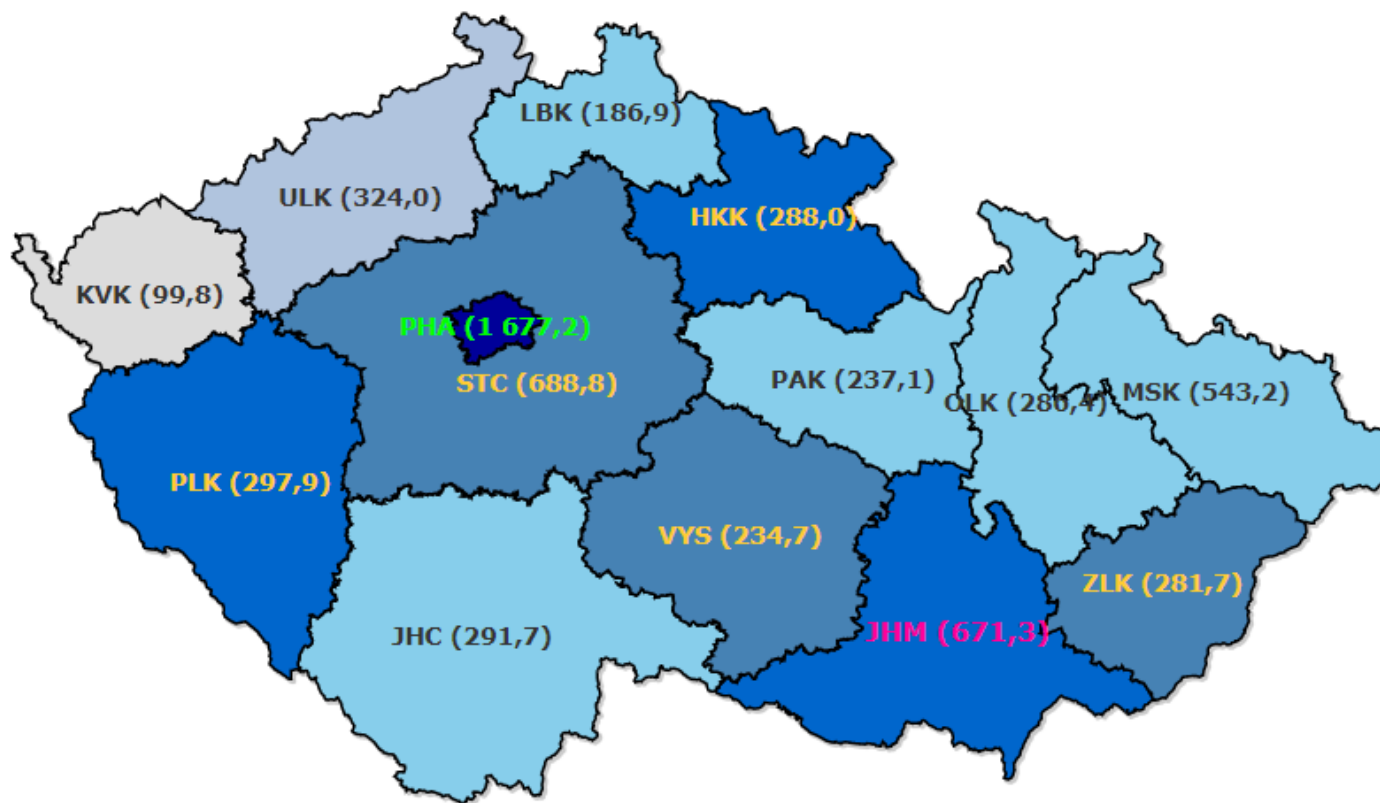 LBK (186,9)
ULK (324,0)
HKK (288,0)
KVK (99,8)
PHA (1 677,2)
STC (688,8)
PAK (237,1)
OLK (280,4)
MSK (543,2)
PLK (297,9)
VYS (234,7)
ZLK (281,7)
JHC (291,7)
JHM (671,3)